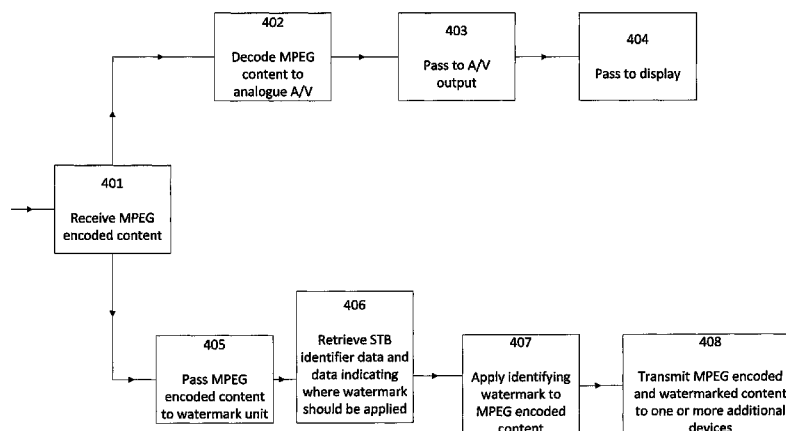 402
Decode MPEG
content to
analogue A/V
403
Pass to A/V
output
404
Pass to display
401
Receive MPEG
encoded content
405
Pass MPEG
encoded content
to watermark unit
406
Retrieve STB
identifier data and
data indicating
where watermark
should be applied
407
Apply identifying
watermark to
MPEG encoded
content
408
Transmit MPEG encoded
and watermarked content
to one or more additional
devices